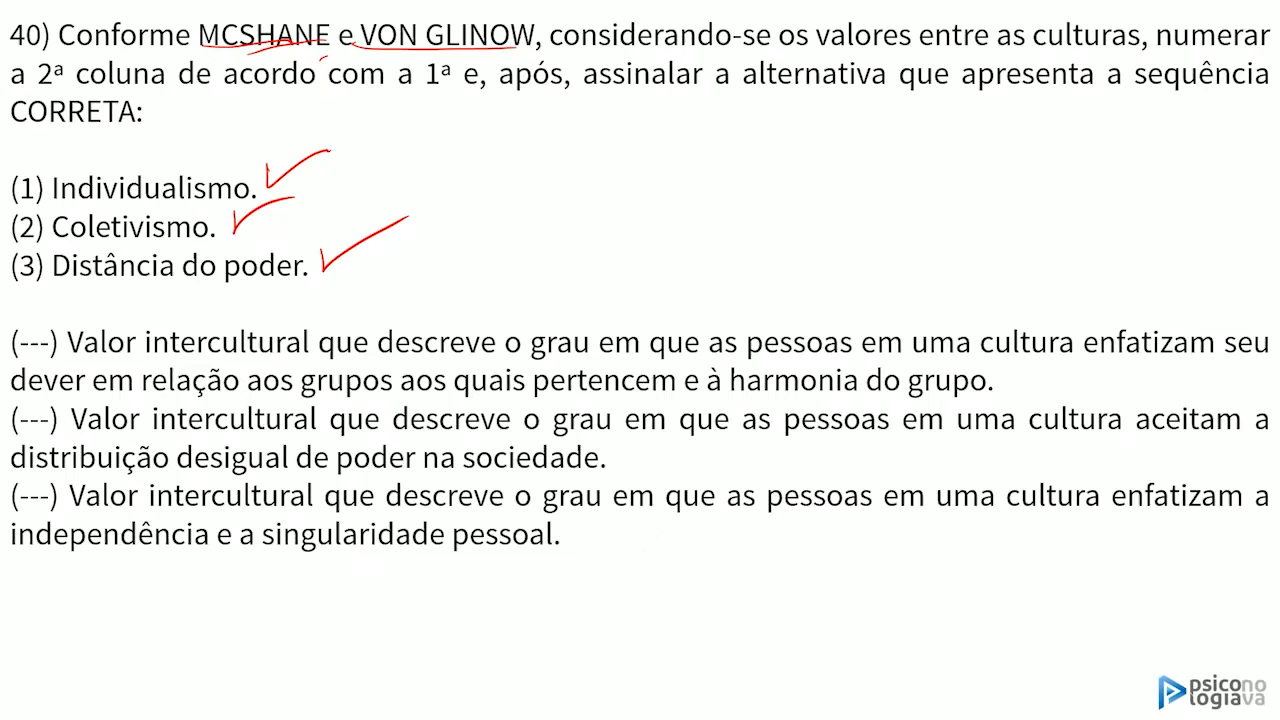 40) Conforme MCSHANE e VON GLINOW, considerando-se os valores entre as culturas, numerar
a 2ª coluna de acordo com a 1ª e, após, assinalar a alternativa que apresenta a sequência
CORRETA:
(1) Individualismo.
(2) Coletivismo.
(3) Distância do poder.
(---) Valor intercultural que descreve o grau em que as pessoas em uma cultura enfatizam seu
dever em relação aos grupos aos quais pertencem e à harmonia do grupo.
(---) Valor intercultural que descreve o grau em que as pessoas em uma cultura aceitam a
distribuição desigual de poder na sociedade.
(---) Valor intercultural que descreve o grau em que as pessoas em uma cultura enfatizam a
independência e a singularidade pessoal.
psicono
logiava